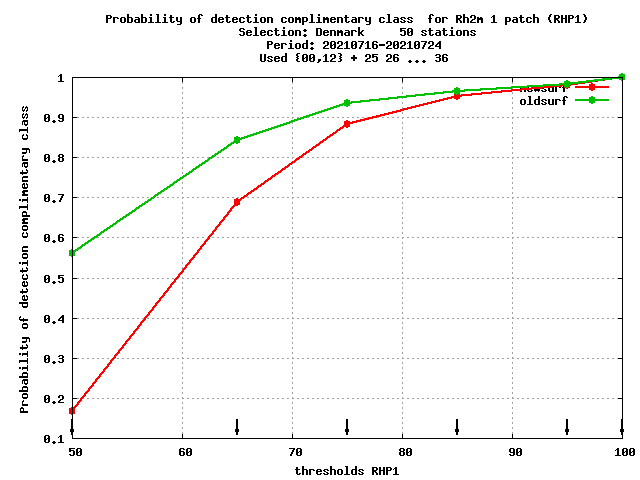 Probability of detection complimentary class  for Rh2m 1 patch (RHP1)
Selection: Denmark     50 stations
Period: 20210716-20210724
Used {00,12} + 25 26 ... 36
Probability of detection complimentary class
1
0.9
0.8
0.7
0.6
0.5
0.4
0.3
0.2
0.1
newsurf
oldsurf
50 60 70 80 90 100
thresholds RHP1